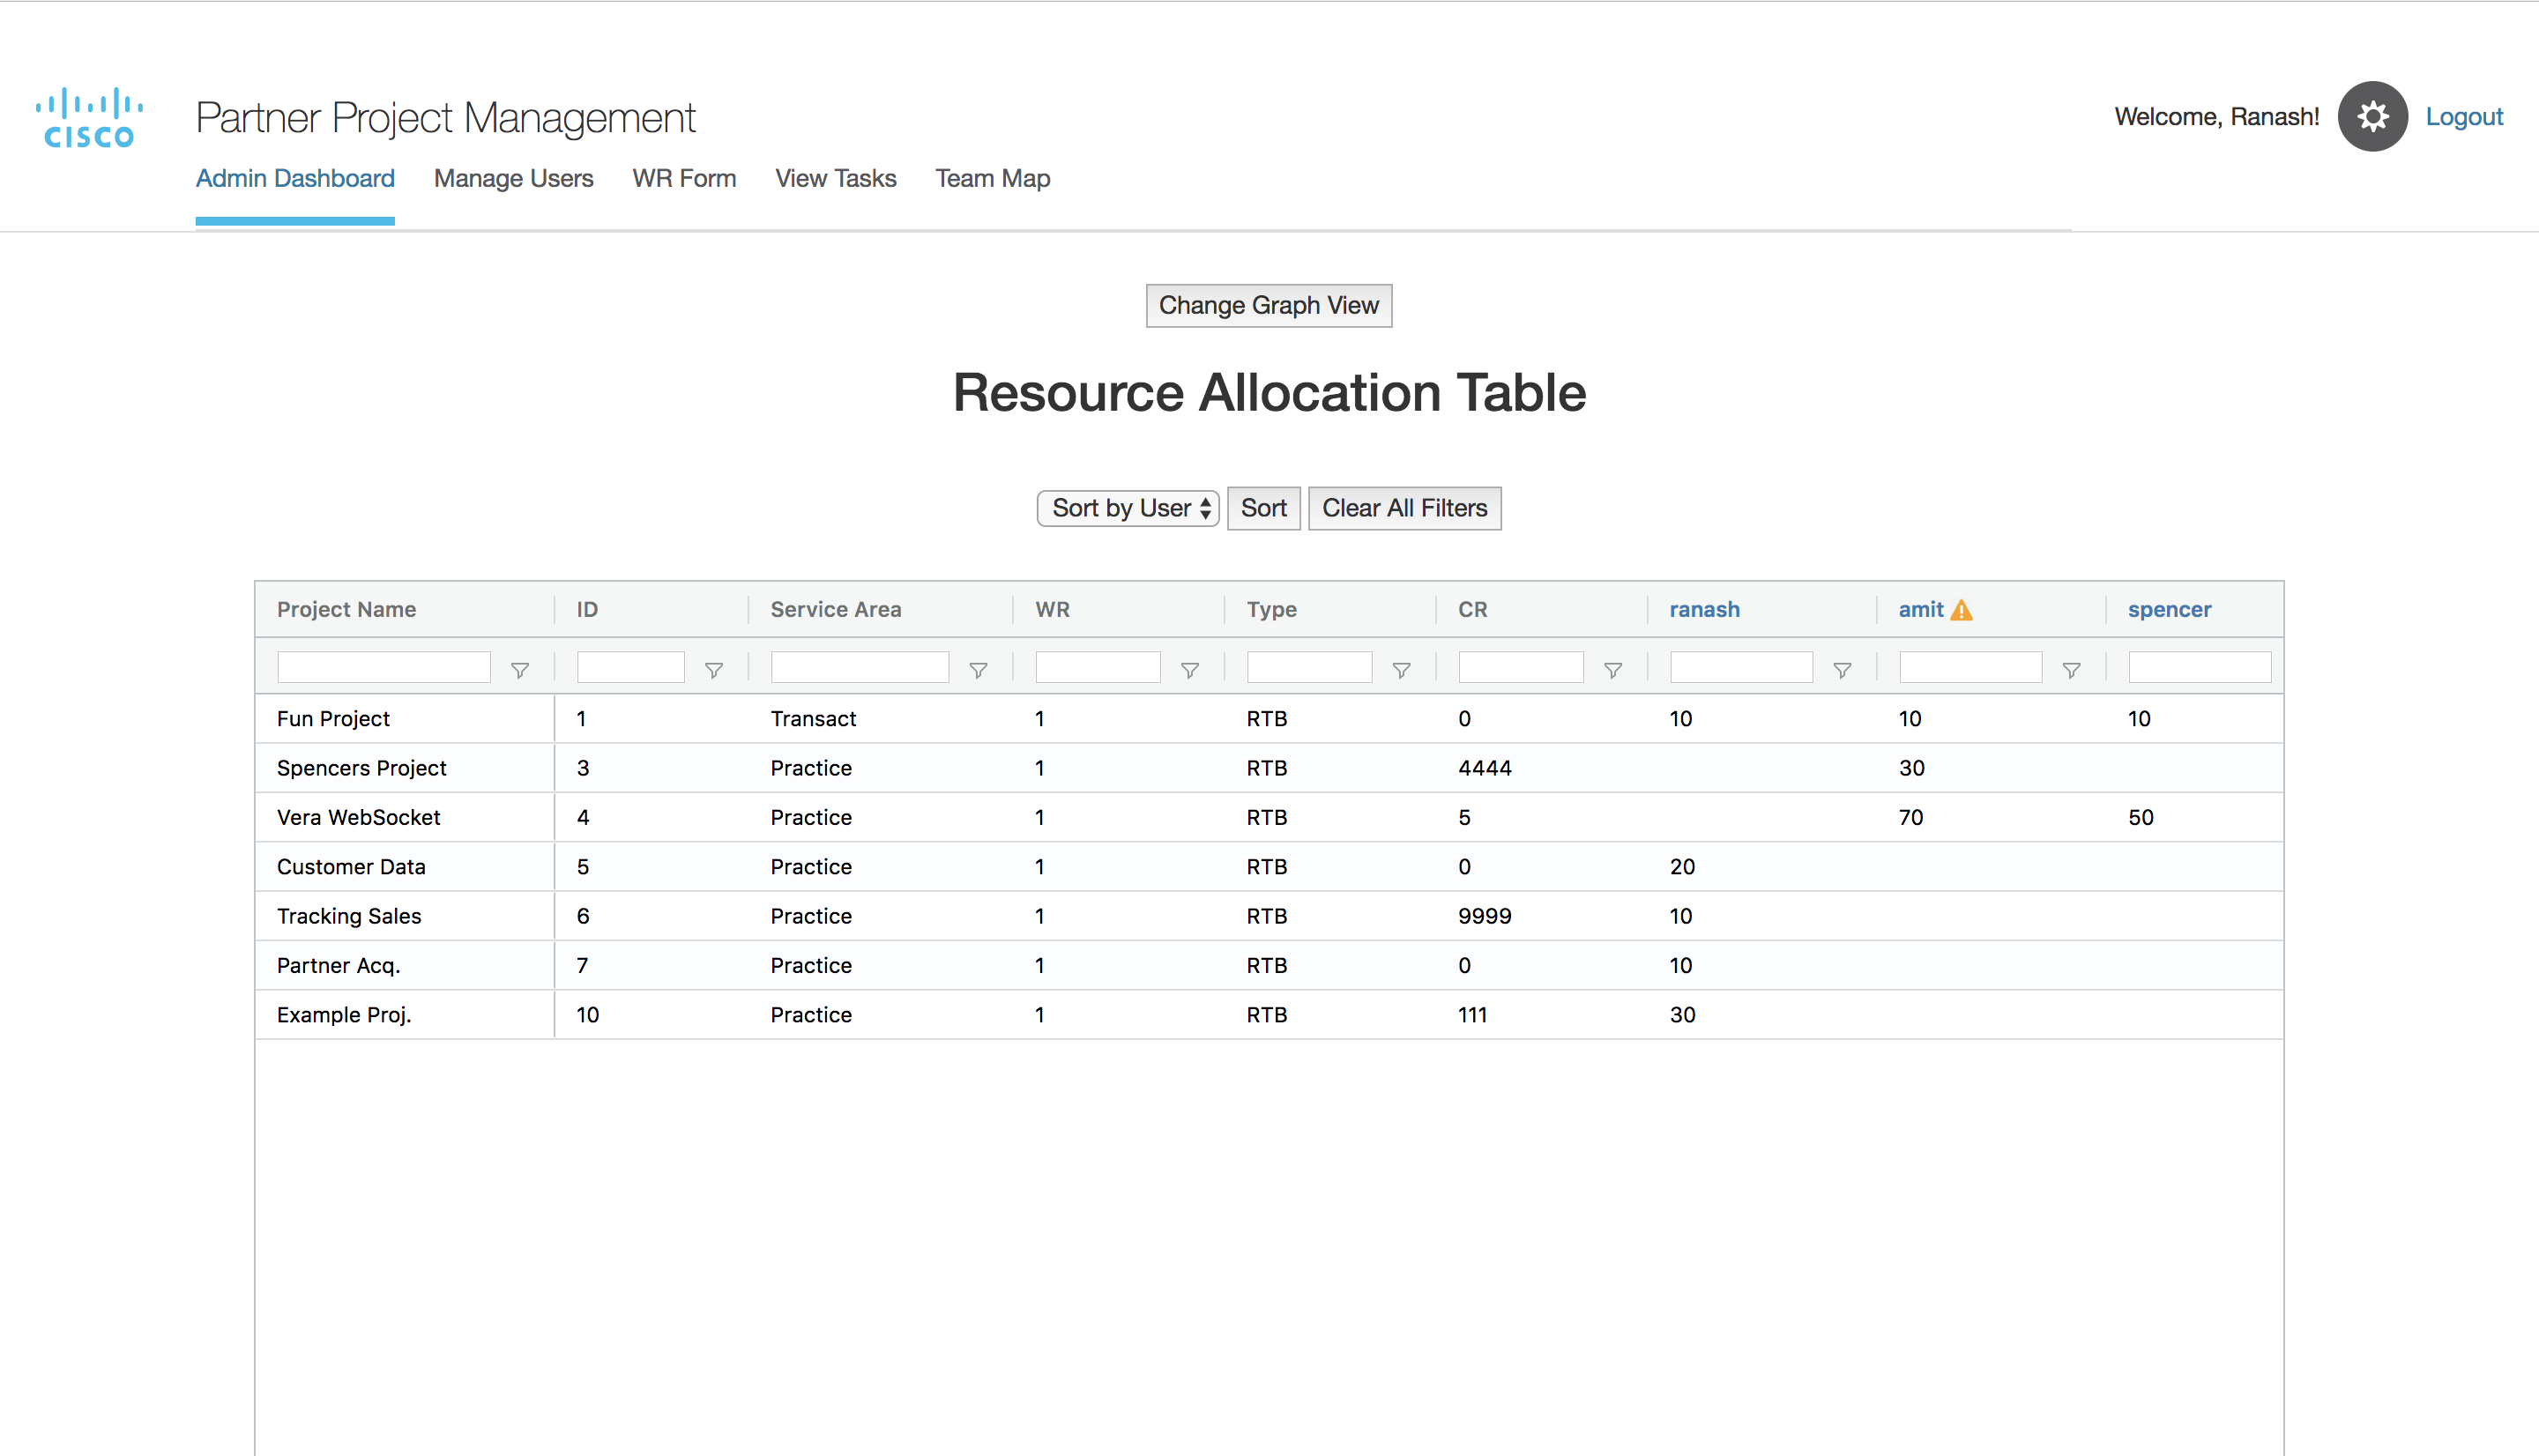 CISCO
Partner Project Management
Welcome, Ranash! Logout
Admin Dashboard Manage Users WR Form View Tasks Team Map
Change Graph View
Resource Allocation Table
Sort by User Sort Clear All Filters
Project Name ID Service Area WR Type CR ranash amit spencer
Fun Project 1 Transact 1 RTB 0 10 10 10
Spencers Project 3 Practice 1 RTB 4444 30
Vera WebSocket 4 Practice 1 RTB 5 70 50
Customer Data 5 Practice 1 RTB 0 20
Tracking Sales 6 Practice 1 RTB 9999 10
Partner Acq. 7 Practice 1 RTB 0 10
Example Proj. 10 Practice 1 RTB 111 30